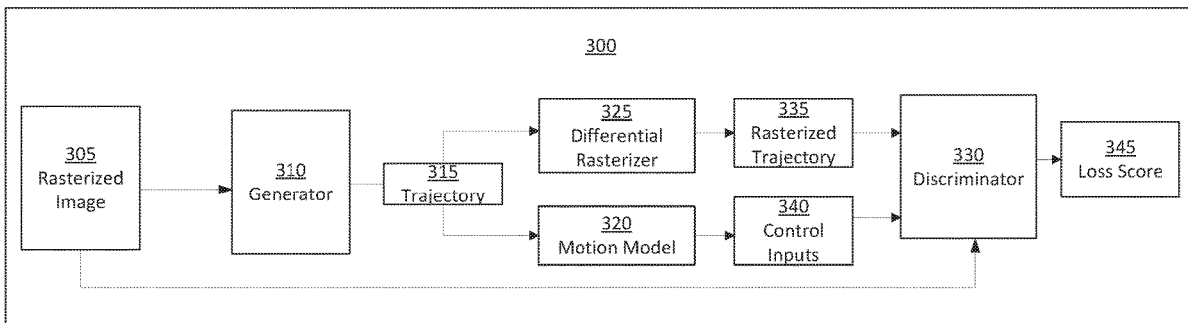 300
305
Rasterized
Image
310
Generator
315
Trajectory
325
Differential
Rasterizer
320
Motion Model
335
Rasterized
Trajectory
340
Control
Inputs
330
Discriminator
345
Loss Score